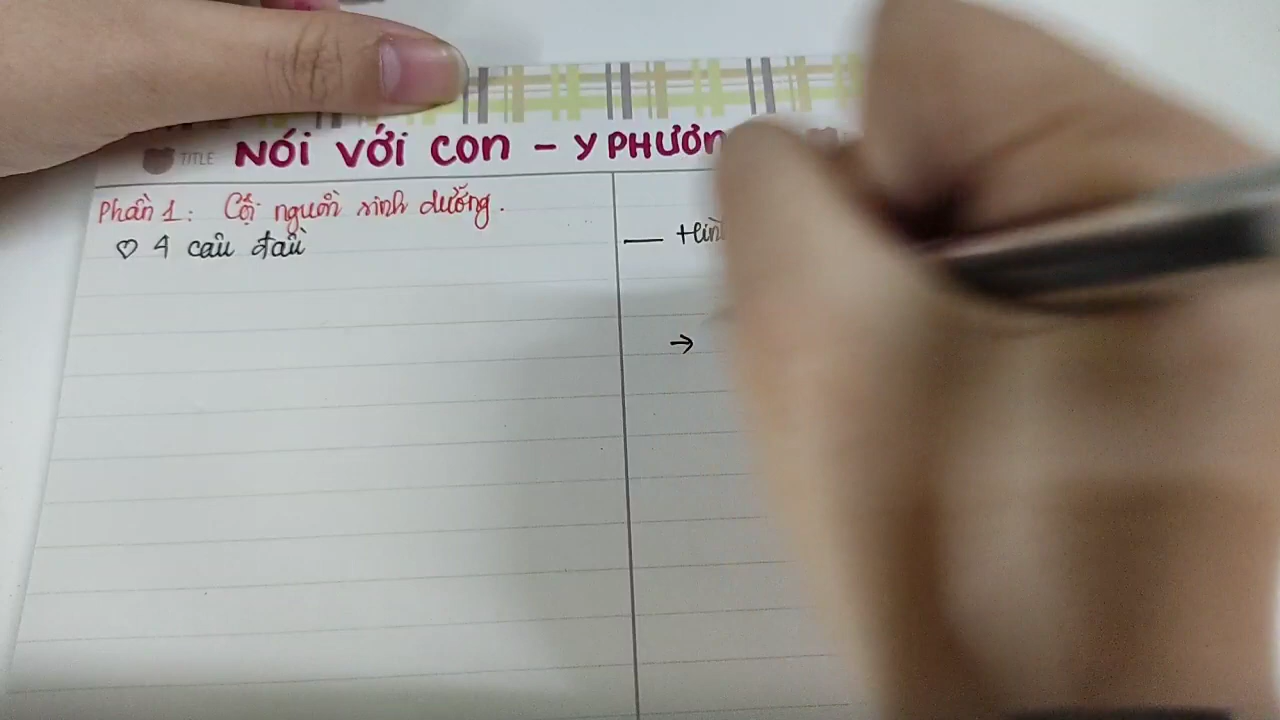 TITLE NÓI VỚI CON - Y PHƯƠN
Phần 1: Cội nguồn sinh dưỡng.
♡ 4 câu đầu
→